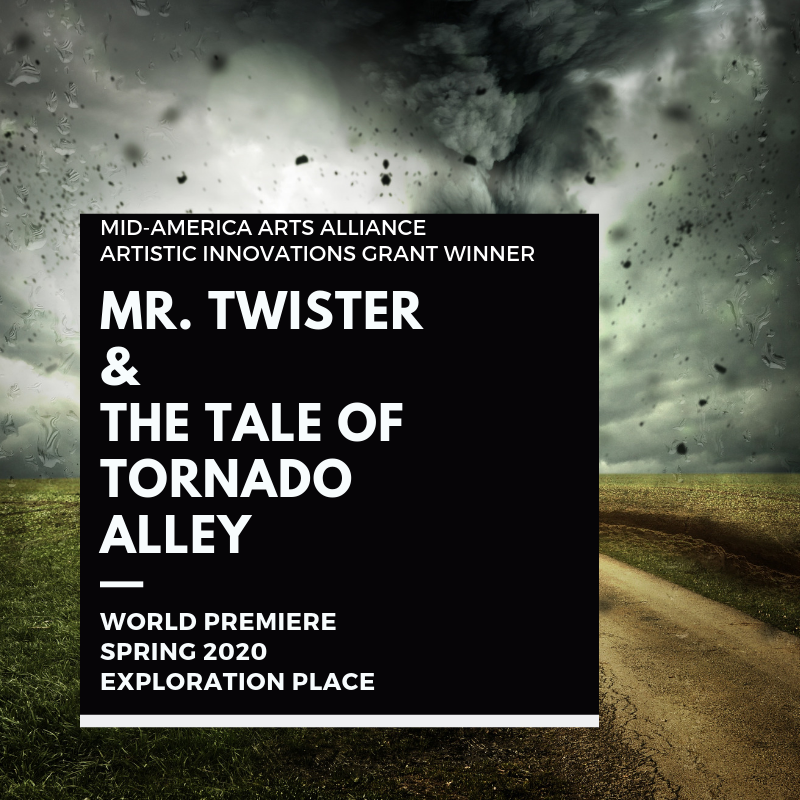 MID-AMERICA ARTS ALLIANCE
ARTISTIC INNOVATIONS GRANT WINNER
MR. TWISTER
&
THE TALE OF
TORNADO
ALLEY
WORLD PREMIERE
SPRING 2020
EXPLORATION PLACE